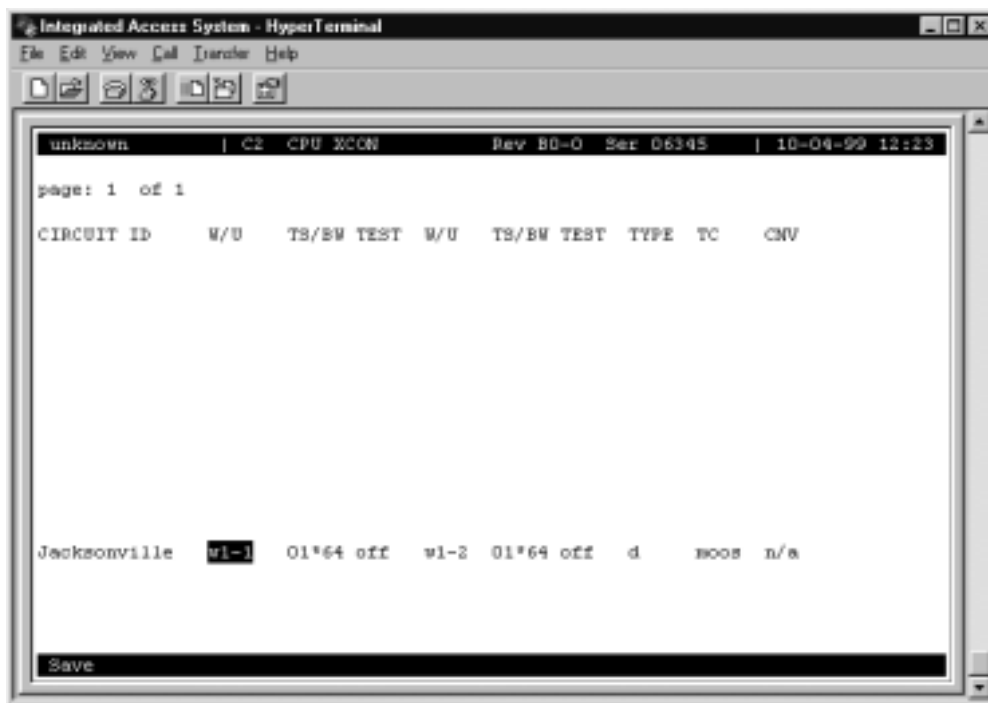 Integrated Access System - HyperTerminal
File Edit View Call Transfer Help
unknown | C2 CPU XCON Rev B0-0 Ser 06345 | 10-04-99 12:23
page: 1 of 1
CIRCUIT ID W/U TS/BW TEST W/U TS/BW TEST TYPE TC CNV
Jacksonville w1-1 01*64 off w1-2 01*64 off d moos n/a
Save